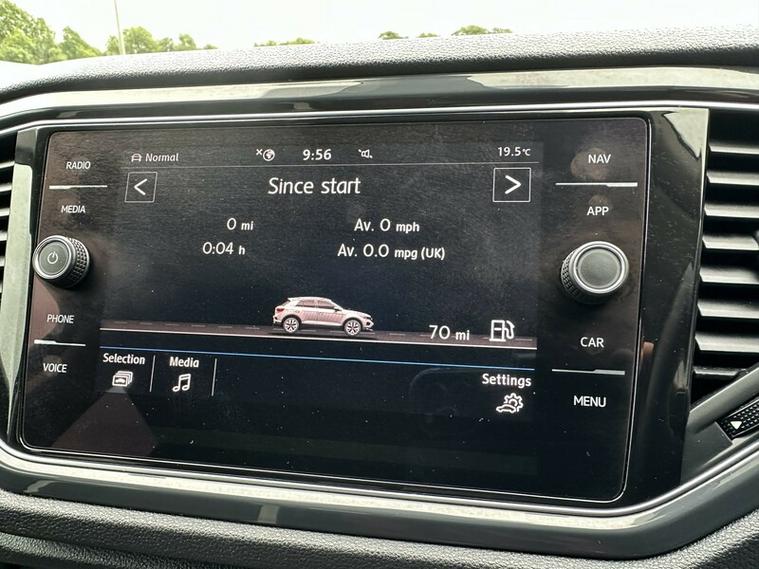 RADIO
MEDIA
PHONE
VOICE
Normal 9:56 19.5°C
< Since start >
0 mi Av. 0 mph
0:04 h Av. 0.0 mpg (UK)
70 mi
Selection Media Settings
NAV
APP
CAR
MENU